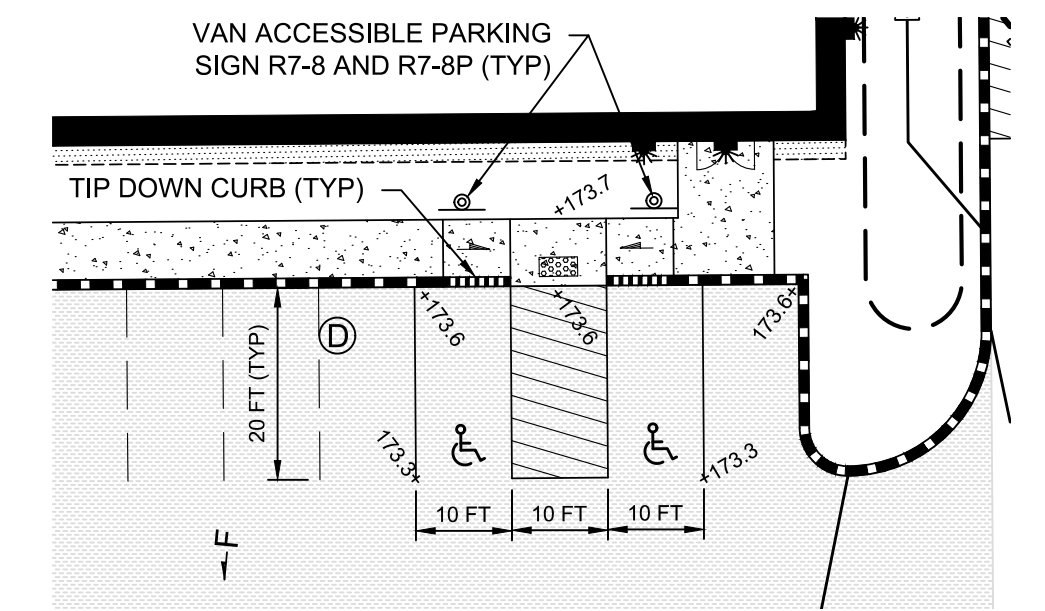 VAN ACCESSIBLE PARKING
SIGN R7-8 AND R7-8P (TYP)
TIP DOWN CURB (TYP)
+173.7
+173.6
+173.6
173.6+
D
20 FT (TYP)
173.3+
+173.3
10 FT
10 FT
10 FT
F